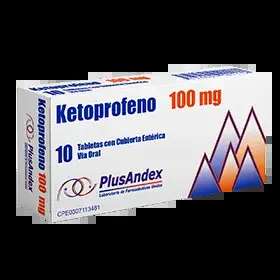 Ketoprofeno 100 mg
10 Tabletas con Cubierta Entérica
Vía Oral
PlusAndex
Laboratorio de Farmacéuticos Unidos
CPE0307113481
Ketoprofeno 100 mg
PlusAndex